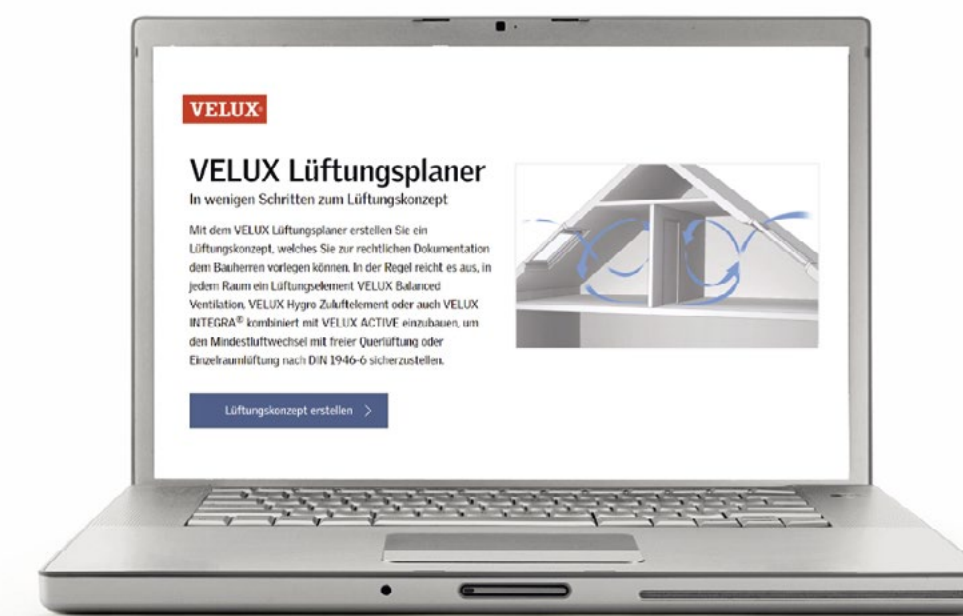 VELUX®
VELUX Lüftungsplaner
In wenigen Schritten zum Lüftungskonzept
Mit dem VELUX Lüftungsplaner erstellen Sie ein
Lüftungskonzept, welches Sie zur rechtlichen Dokumentation
dem Bauherren vorlegen können. In der Regel reicht es aus, in
jedem Raum ein Lüftungselement VELUX Balanced
Ventilation, VELUX Hygro Zuluftelement oder auch VELUX
INTEGRA® kombiniert mit VELUX ACTIVE einzubauen, um
den Mindestluftwechsel mit freier Querlüftung oder
Einzelraumlüftung nach DIN 1946-6 sicherzustellen.
Lüftungskonzept erstellen >